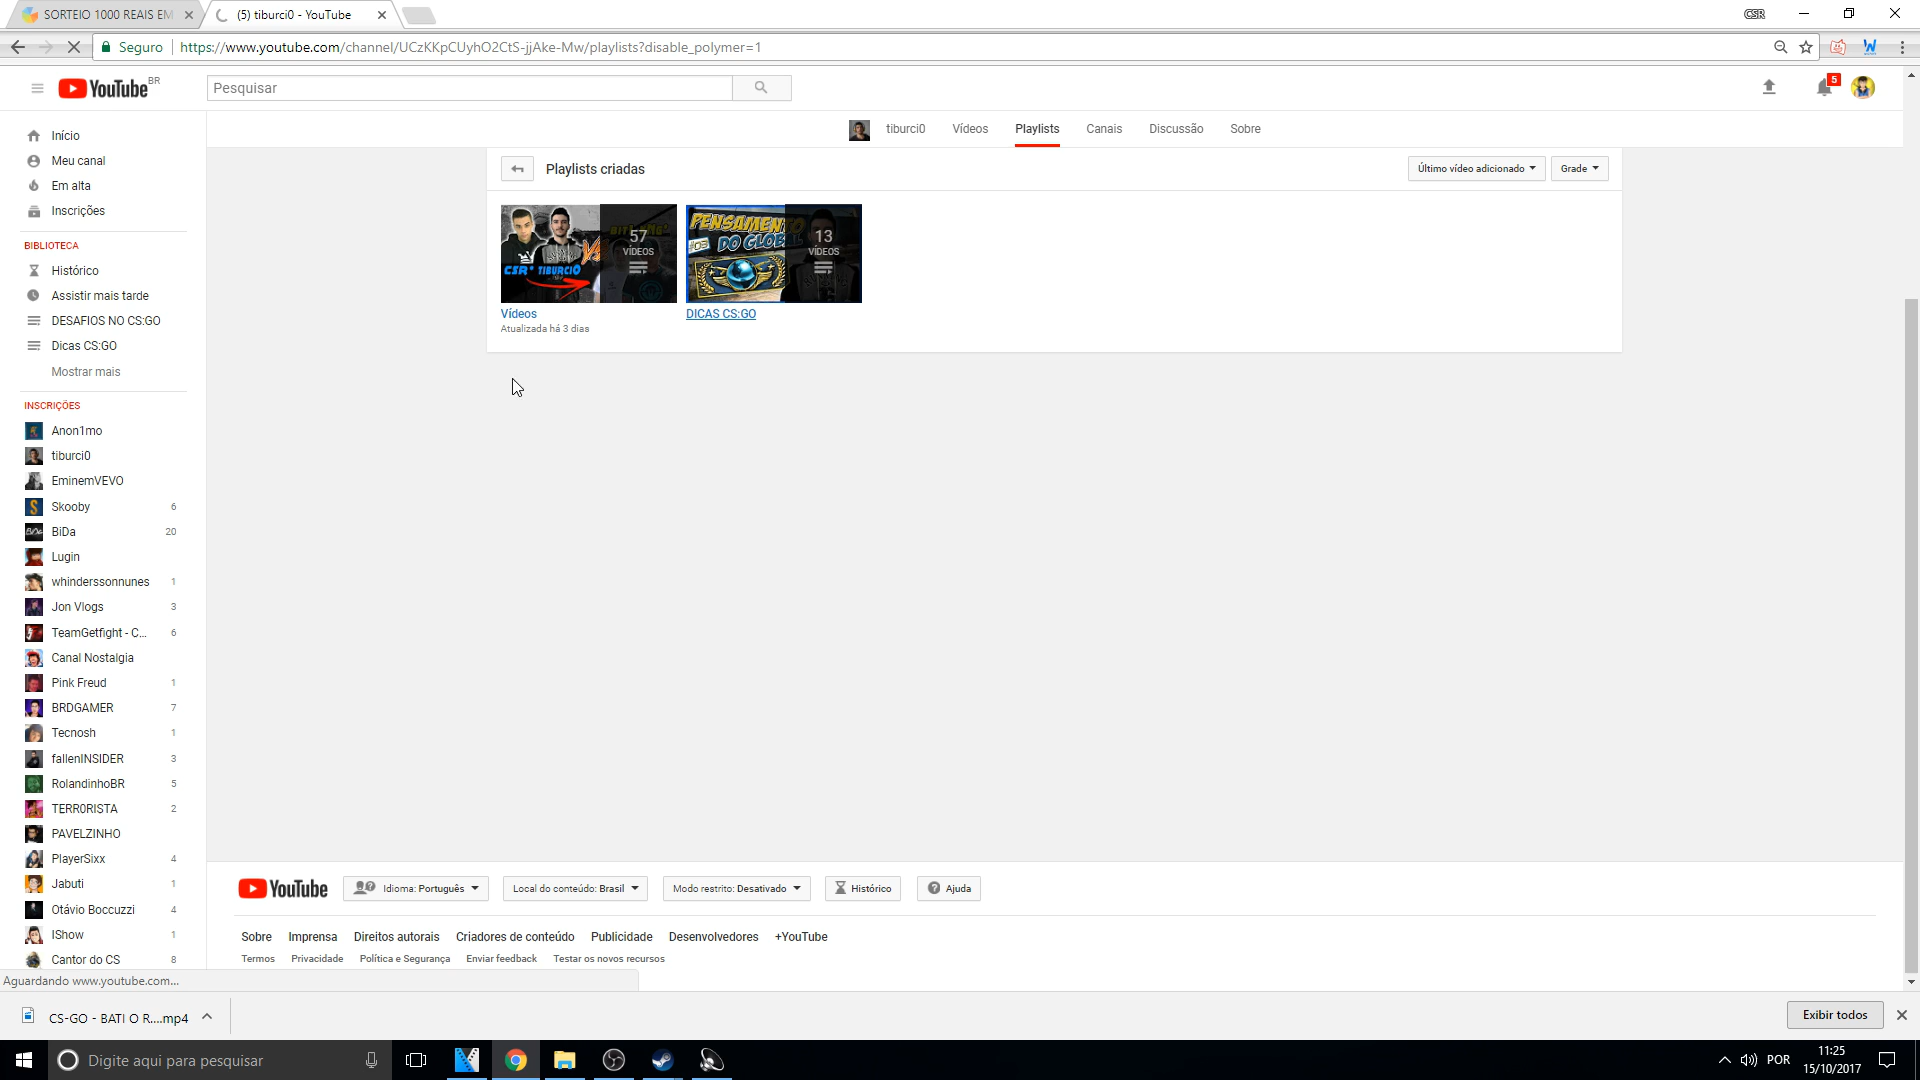 SORTEIO 1000 REAIS EM
(5) tiburci0 - YouTube
CSR
Seguro
https://www.youtube.com/channel/UCzKKpCUyhO2CtS-jjAke-Mw/playlists?disable_polymer=1
YouTube BR
Pesquisar
5
Início
Meu canal
Em alta
Inscrições
BIBLIOTECA
Histórico
Assistir mais tarde
DESAFIOS NO CS:GO
Dicas CS:GO
Mostrar mais
INSCRIÇÕES
Anon1mo
tiburci0
EminemVEVO
Skooby 6
BiDa 20
Lugin
whinderssonnunes 1
Jon Vlogs 3
TeamGetfight - C... 6
Canal Nostalgia
Pink Freud 1
BRDGAMER 7
Tecnosh 1
fallenINSIDER 3
RolandinhoBR 5
TERR0RISTA 2
PAVELZINHO
PlayerSixx 4
Jabuti 1
Otávio Boccuzzi 4
IShow 1
Cantor do CS 8
tiburci0 Vídeos Playlists Canais Discussão Sobre
Playlists criadas
Último vídeo adicionado
Grade
CSR* TIBURCIO
57
VÍDEOS
Vídeos
Atualizada há 3 dias
PENSAMENTO
#03 DO GLOBAL
13
VÍDEOS
DICAS CS:GO
YouTube
Idioma: Português
Local do conteúdo: Brasil
Modo restrito: Desativado
Histórico
Ajuda
Sobre Imprensa Direitos autorais Criadores de conteúdo Publicidade Desenvolvedores +YouTube
Termos Privacidade Política e Segurança Enviar feedback Testar os novos recursos
Aguardando www.youtube.com...
CS-GO - BATI O R....mp4
Exibir todos
Digite aqui para pesquisar
POR
11:25
15/10/2017